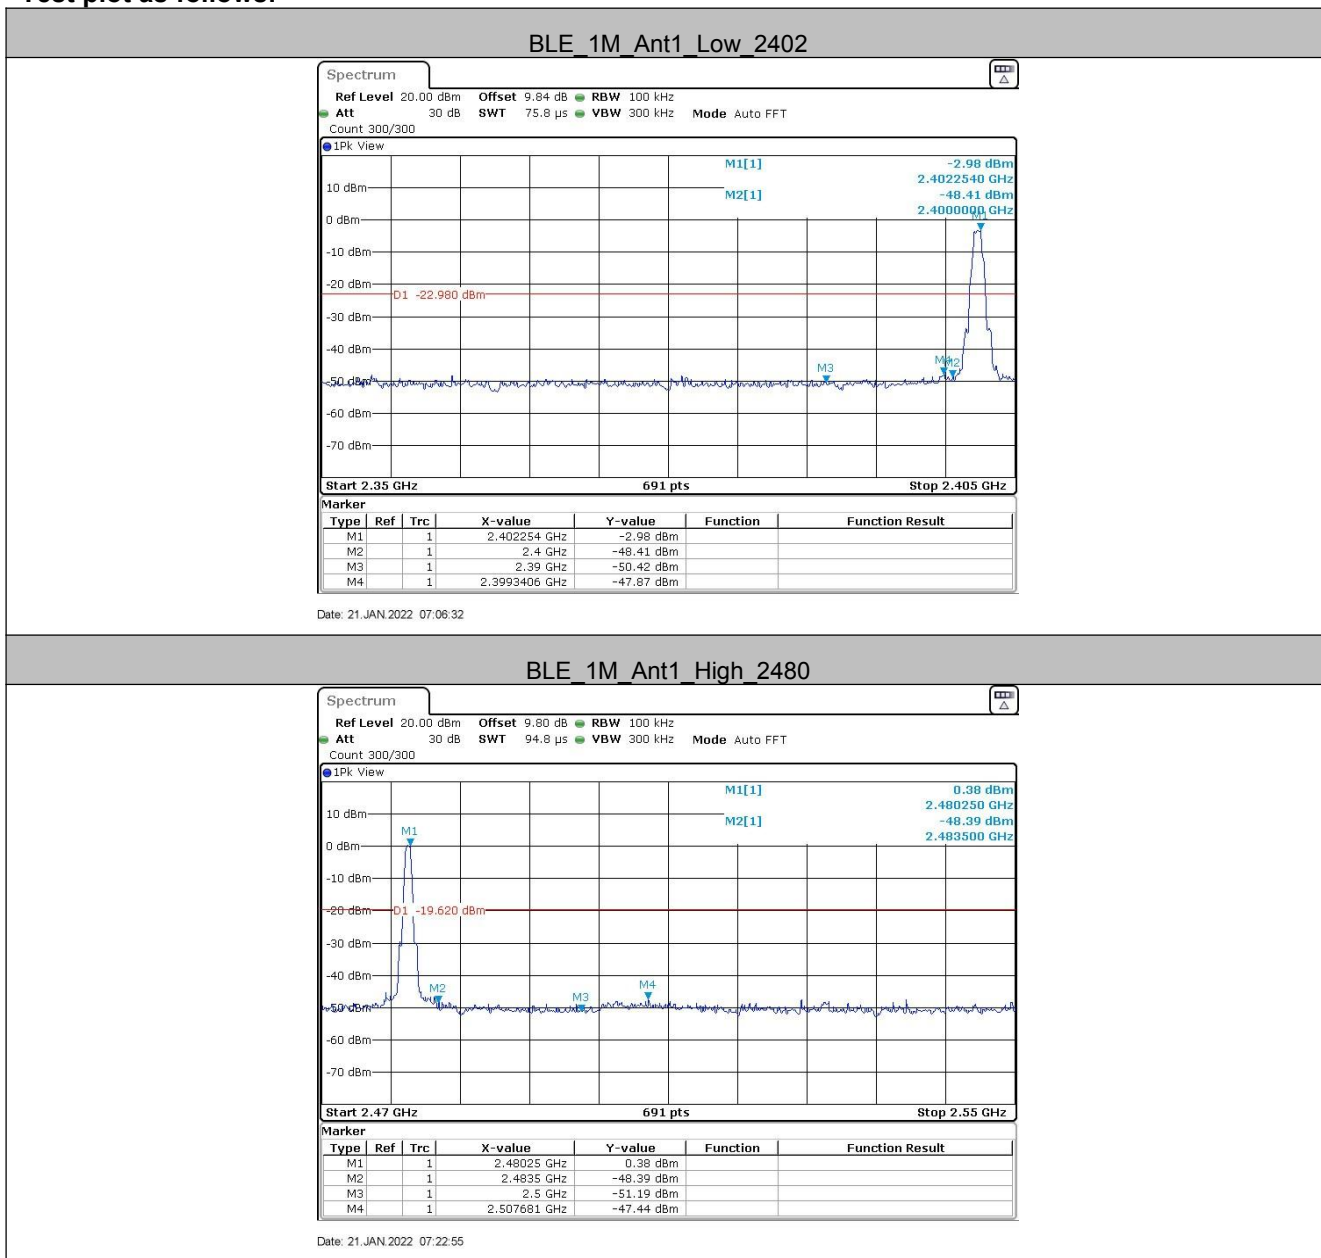 Test plot as follows:
BLE_1M_Ant1_Low_2402
Spectrum
Ref Level 20.00 dBm Offset 9.84 dB RBW 100 kHz
Att 30 dB SWT 75.8 µs VBW 300 kHz Mode Auto FFT
Count 300/300
1Pk View
M1[1] -2.98 dBm
2.4022540 GHz
10 dBm
M2[1] -48.41 dBm
2.4000000 GHz
M1
0 dBm
-10 dBm
-20 dBm
D1 -22.980 dBm
-30 dBm
-40 dBm
M3 M4 M2
-50 dBm
-60 dBm
-70 dBm
Start 2.35 GHz 691 pts Stop 2.405 GHz
Marker
Type Ref Trc X-value Y-value Function Function Result
M1 1 2.402254 GHz -2.98 dBm
M2 1 2.4 GHz -48.41 dBm
M3 1 2.39 GHz -50.42 dBm
M4 1 2.3993406 GHz -47.87 dBm
Date: 21.JAN.2022 07:06:32
BLE_1M_Ant1_High_2480
Spectrum
Ref Level 20.00 dBm Offset 9.80 dB RBW 100 kHz
Att 30 dB SWT 94.8 µs VBW 300 kHz Mode Auto FFT
Count 300/300
1Pk View
M1[1] 0.38 dBm
2.480250 GHz
10 dBm
M2[1] -48.39 dBm
M1
2.483500 GHz
0 dBm
-10 dBm
-20 dBm D1 -19.620 dBm
-30 dBm
-40 dBm
M2 M3 M4
-50 dBm
-60 dBm
-70 dBm
Start 2.47 GHz 691 pts Stop 2.55 GHz
Marker
Type Ref Trc X-value Y-value Function Function Result
M1 1 2.48025 GHz 0.38 dBm
M2 1 2.4835 GHz -48.39 dBm
M3 1 2.5 GHz -51.19 dBm
M4 1 2.507681 GHz -47.44 dBm
Date: 21.JAN.2022 07:22:55